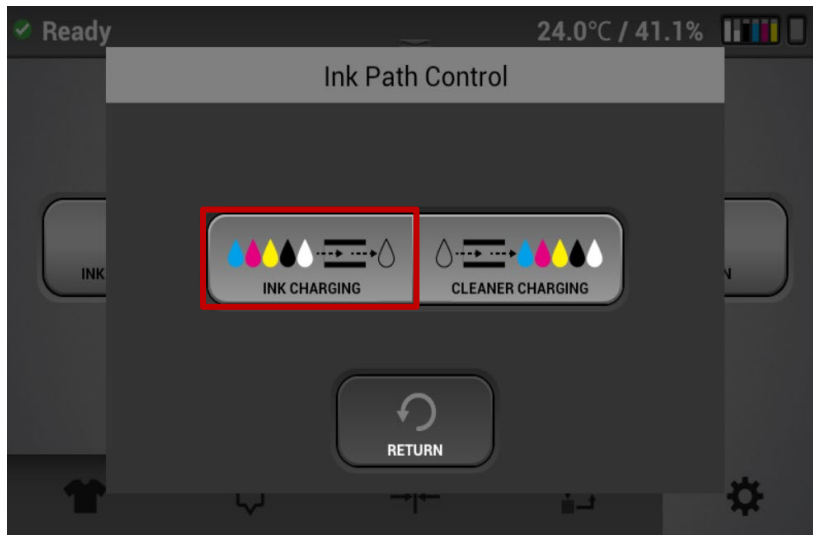 Ready
24.0°C / 41.1%
Ink Path Control
INK
N
INK CHARGING
CLEANER CHARGING
RETURN